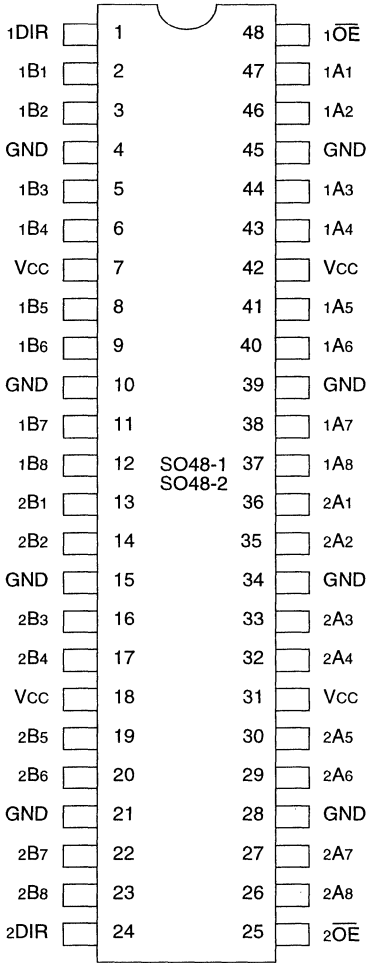 1DIR 1 48 1O̅E̅
1B1 2 47 1A1
1B2 3 46 1A2
GND 4 45 GND
1B3 5 44 1A3
1B4 6 43 1A4
VCC 7 42 VCC
1B5 8 41 1A5
1B6 9 40 1A6
GND 10 39 GND
1B7 11 38 1A7
1B8 12 SO48-1 37 1A8
SO48-2
2B1 13 36 2A1
2B2 14 35 2A2
GND 15 34 GND
2B3 16 33 2A3
2B4 17 32 2A4
VCC 18 31 VCC
2B5 19 30 2A5
2B6 20 29 2A6
GND 21 28 GND
2B7 22 27 2A7
2B8 23 26 2A8
2DIR 24 25 2O̅E̅